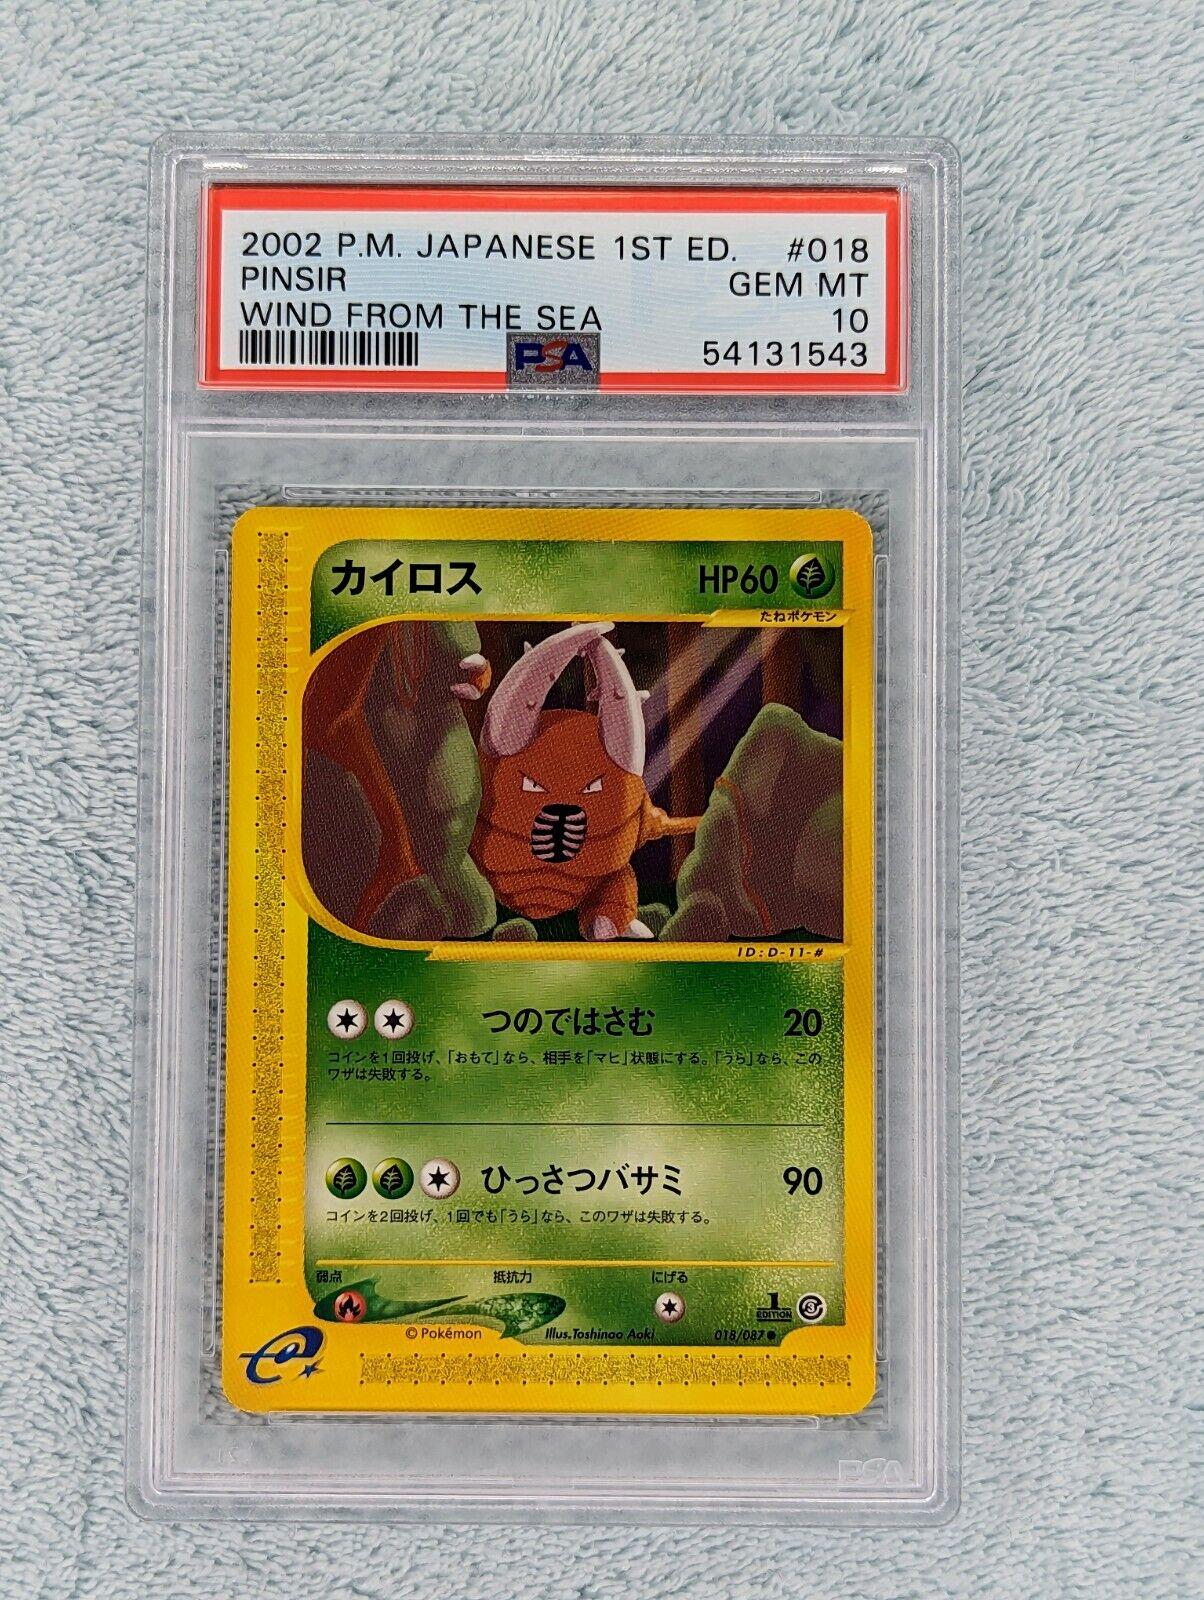 2002 P.M. JAPANESE 1ST ED. #018
PINSIR GEM MT
WIND FROM THE SEA 10
PSA 54131543
カイロス HP60
たねポケモン
ID:D-11-#
つのではさむ 20
コインを1回投げ、「おもて」なら、相手を「マヒ」状態にする。「うら」なら、この
ワザは失敗する。
ひっさつバサミ 90
コインを2回投げ、1回でも「うら」なら、このワザは失敗する。
弱点 抵抗力 にげる
1 EDITION 3
© Pokémon Illus.Toshinao Aoki 018/087 ●
e
PSA